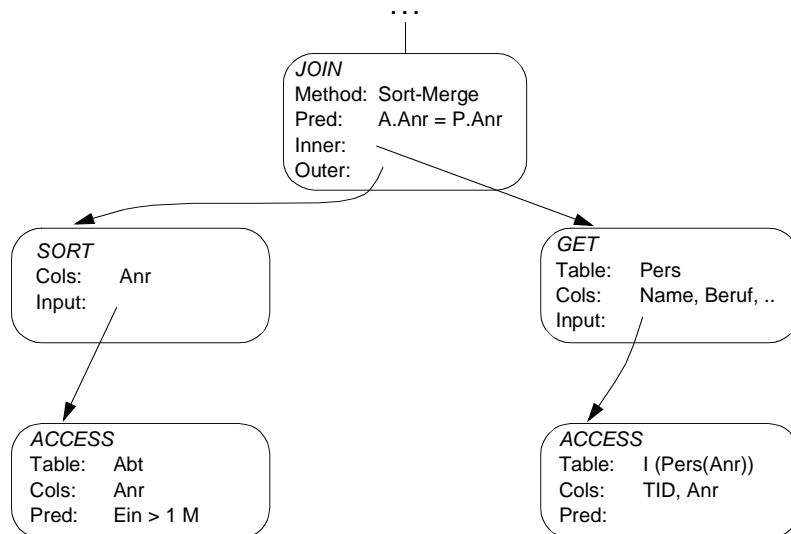 ...
JOIN
Method: Sort-Merge
Pred: A.Anr = P.Anr
Inner:
Outer:
SORT
Cols: Anr
Input:
GET
Table: Pers
Cols: Name, Beruf, ..
Input:
ACCESS
Table: Abt
Cols: Anr
Pred: Ein > 1 M
ACCESS
Table: I (Pers(Anr))
Cols: TID, Anr
Pred: